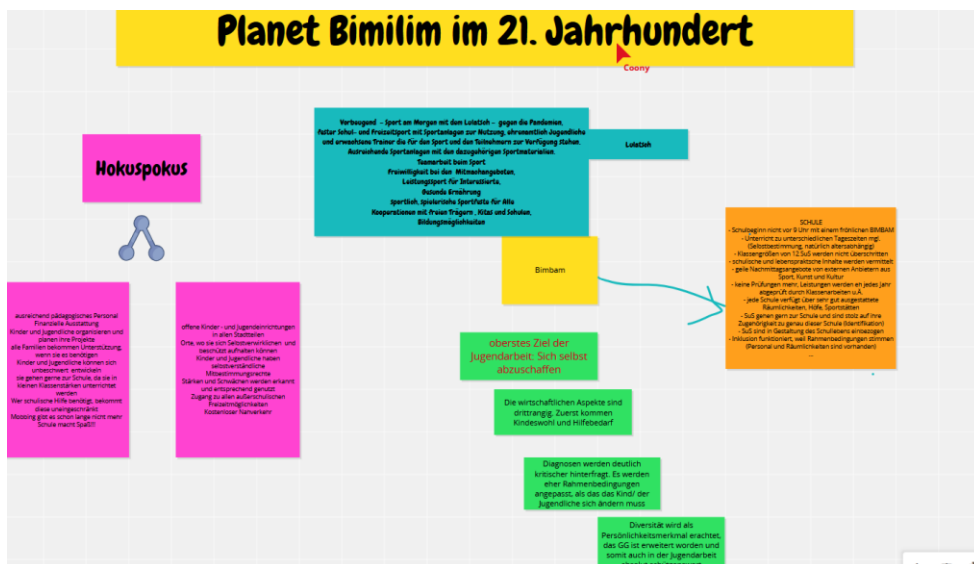 Planet Bimilim im 21. Jahrhundert
Coony
Hokuspokus
Vorbeugend - Sport am Morgen mit dem Lulatsch - gegen die Pandemien,
fester Schul- und Freizeitsport mit Sportanlagen zur Nutzung, ehrenamtlich Jugendliche
und erwachsene Trainer die für den Sport und den Teilnehmern zur Verfügung stehen.
Ausreichende Sportanlagen mit den dazugehörigen Sportmaterialien.
Teamarbeit beim Sport
Freiwilligkeit bei den Mitmachangeboten,
Leistungssport für Interessierte,
Gesunde Ernährung
Sportlich, spielerische Sportfeste für Alle
Kooperationen mit freien Trägern , Kitas und Schulen,
Bildungsmöglichkeiten
Lulatsch
Bimbam
SCHULE
- Schulbeginn nicht vor 9 Uhr mit einem fröhlichen BIMBAM
- Unterricht zu unterschiedlichen Tageszeiten mgl.
(Selbstbestimmung, natürlich altersabhängig)
- Klassengrößen von 12 SuS werden nicht überschritten
- schulische und lebenspraktische Inhalte werden vermittelt
- geile Nachmittagsangebote von externen Anbietern aus
Sport, Kunst und Kultur
- keine Prüfungen mehr, Leistungen werden en jedes Jahr
abgeprüft durch Klassenarbeiten u.Ä.
- jede Schule verfügt über sehr gut ausgestattete
Räumlichkeiten, Höfe, Sportstätten
- SuS gehen gern zur Schule und sind stolz auf ihre
Zugehörigkeit zu genau dieser Schule (Identifikation)
- SuS sind in Gestaltung des Schullebens einbezogen
- Inklusion funktioniert, weil Rahmenbedingungen stimmen
(Personal und Räumlichkeiten sind vorhanden)
...
ausreichend pädagogisches Personal
Finanzielle Ausstattung
Kinder und Jugendliche organisieren und
planen ihre Projekte
alle Familien bekommen Unterstützung,
wenn sie es benötigen
Kinder und Jugendliche können sich
unbeschwert entwickeln
sie gehen gerne zur Schule, da sie in
kleinen Klassenstärken unterrichtet
werden
Wer schulische Hilfe benötigt, bekommt
diese uneingeschränkt
Mobbing gibt es schon lange nicht mehr
Schule macht Spaß!!!
offene Kinder - und Jugendeinrichtungen
in allen Stadtteilen
Orte, wo sie sich Selbstverwirklichen und
beschützt aufhalten können
Kinder und Jugendliche haben
selbstverständliche
Mitbestimmungsrechte
Stärken und Schwächen werden erkannt
und entsprechend genutzt
Zugang zu allen außerschulischen
Freizeitmöglichkeiten
Kostenloser Nahverkehr
oberstes Ziel der
Jugendarbeit: Sich selbst
abzuschaffen
Die wirtschaftlichen Aspekte sind
drittrangig. Zuerst kommen
Kindeswohl und Hilfebedarf
Diagnosen werden deutlich
kritischer hinterfragt. Es werden
eher Rahmenbedingungen
angepasst, als das das Kind/ der
Jugendliche sich ändern muss
Diversität wird als
Persönlichkeitsmerkmal erachtet,
das GG ist erweitert worden und
somit auch in der Jugendarbeit